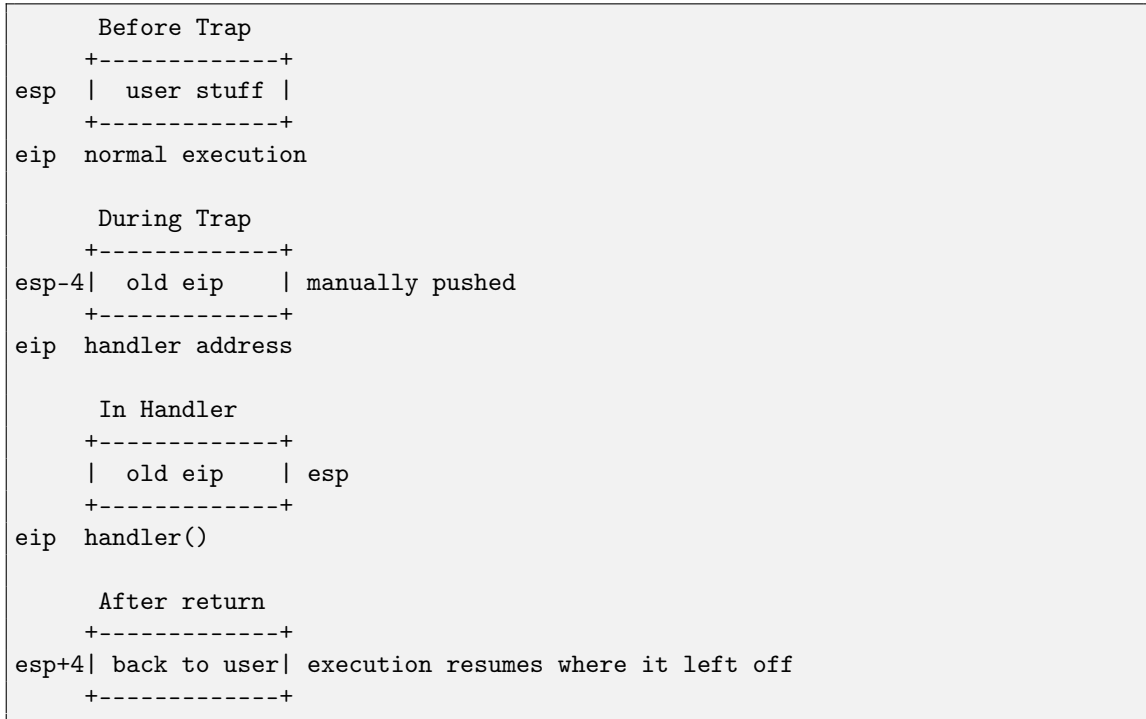 Before Trap
    +-------------+
esp |  user stuff |
    +-------------+
eip  normal execution

     During Trap
    +-------------+
esp-4|  old eip    | manually pushed
    +-------------+
eip  handler address

     In Handler
    +-------------+
    |  old eip    | esp
    +-------------+
eip  handler()

     After return
    +-------------+
esp+4| back to user| execution resumes where it left off
    +-------------+